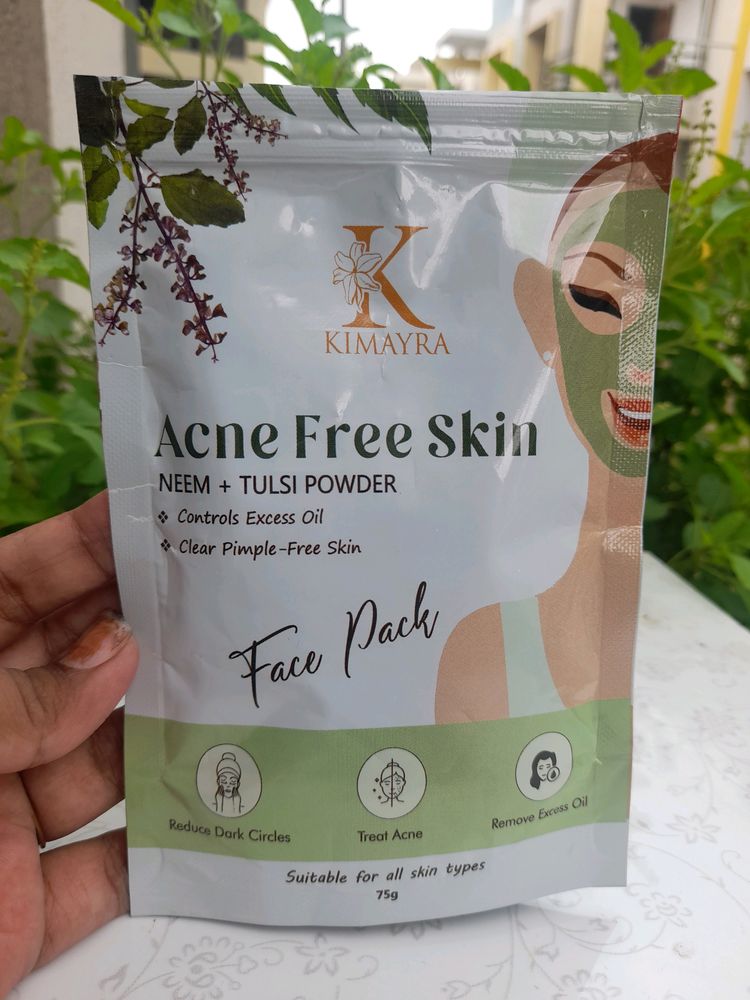 K
KIMAYRA
Acne Free Skin
NEEM + TULSI POWDER
❖ Controls Excess Oil
❖ Clear Pimple-Free Skin
Face Pack
Reduce Dark Circles
Treat Acne
Remove Excess Oil
Suitable for all skin types
75g